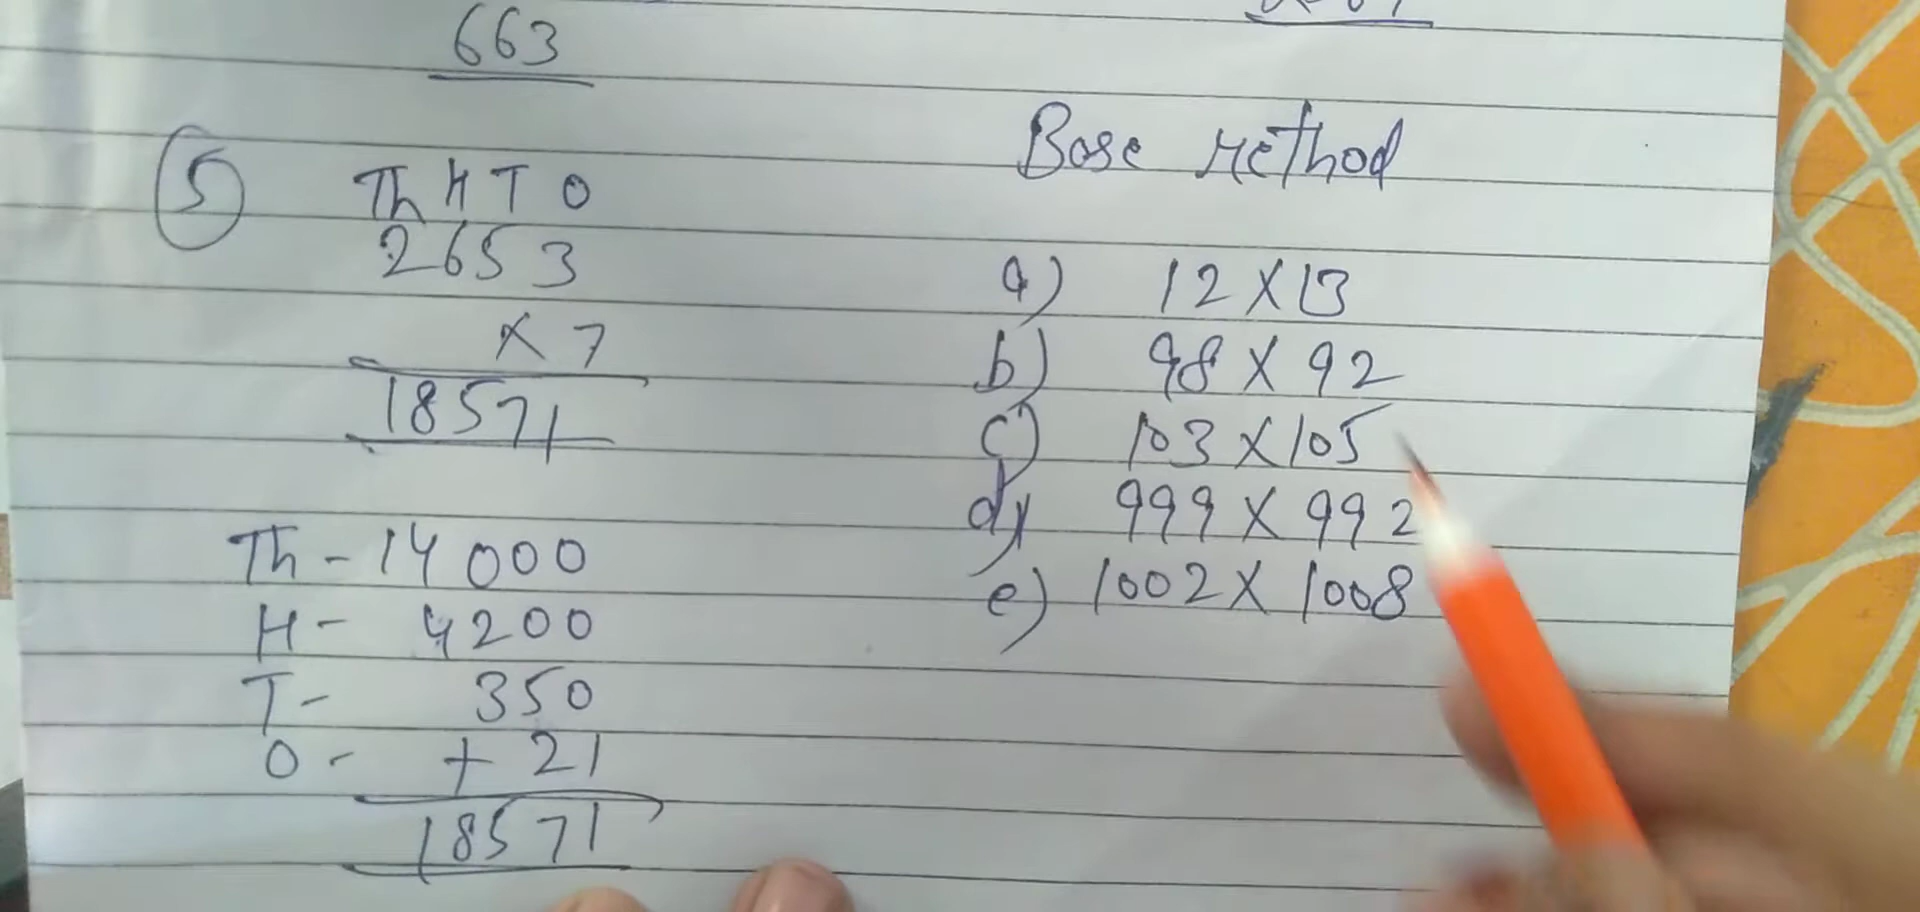 663
5
Th H T O
2653
x 7
18571
Th - 14000
H - 4200
T - 350
O - + 21
18571
Base Method
a) 12 X 13
b) 98 X 92
c) 103 X 105
d) 999 X 992
e) 1002 X 1008